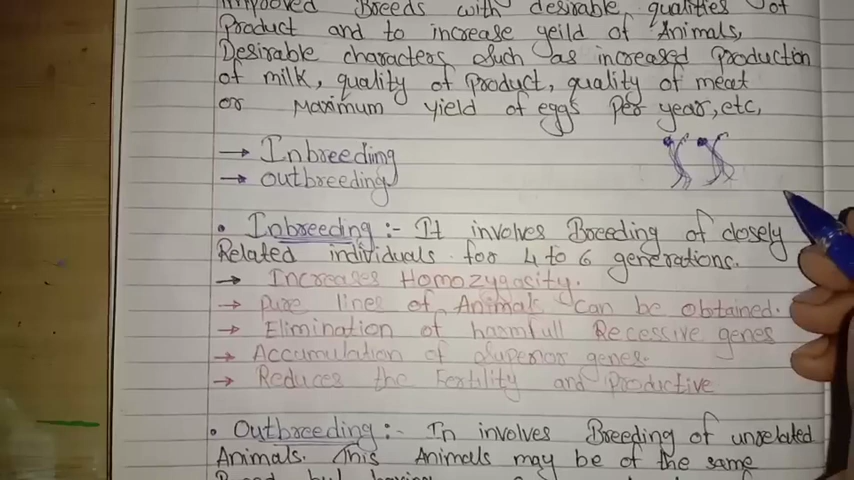 Improved Breeds with desirable qualities of
Product and to increase yeild of Animals,
Desirable characters such as increased Production
of milk, quality of Product, quality of meat
or Maximum yield of eggs Per year, etc,
→ Inbreeding
→ outbreeding
• Inbreeding :- It involves Breeding of closely
Related individuals for 4 to 6 generations.
→ Increases Homozygosity.
→ Pure lines of Animals can be obtained.
→ Elimination of harmfull Recessive genes
→ Accumulation of Superior genes.
→ Reduces the Fertility and Productive
• Outbreeding :- In involves Breeding of unrelated
Animals. This Animals may be of the same